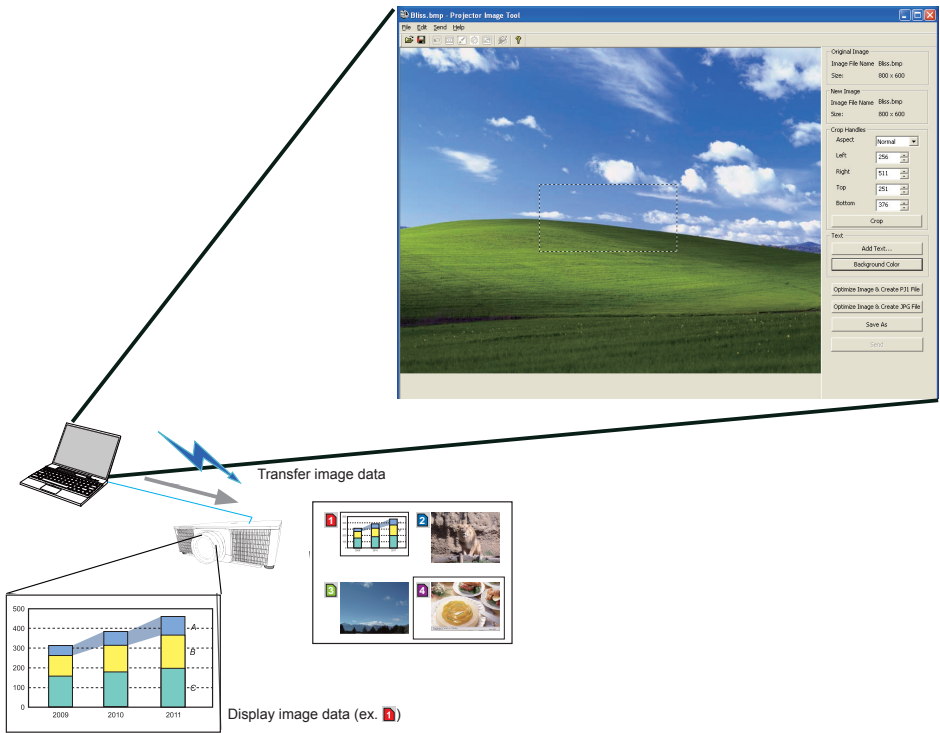 Bliss.bmp - Projector Image Tool
File Edit Send Help
Original Image
Image File Name Bliss.bmp
Size: 800 x 600
New Image
Image File Name Bliss.bmp
Size: 800 x 600
Crop Handles
Aspect Normal
Left 256
Right 511
Top 251
Bottom 376
Crop
Text
Add Text...
Background Color
Optimize Image & Create PJ1 File
Optimize Image & Create JPG File
Save As
Send
Transfer image data
1 2
3 4
500
400 A
300 B
200
100 C
0
2009 2010 2011
Display image data (ex. 1)